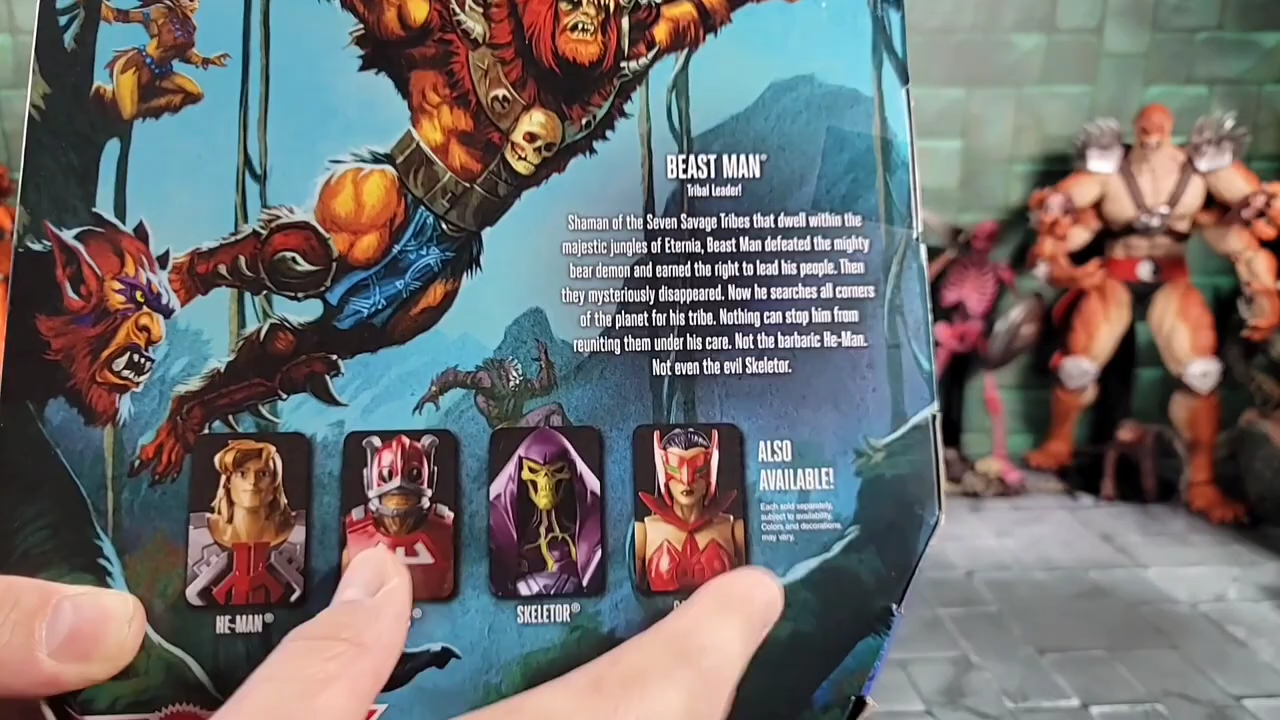 BEAST MAN®
Tribal Leader!
Shaman of the Seven Savage Tribes that dwell within the
majestic jungles of Eternia, Beast Man defeated the mighty
bear demon and earned the right to lead his people. Then
they mysteriously disappeared. Now he searches all corners
of the planet for his tribe. Nothing can stop him from
reuniting them under his care. Not the barbaric He-Man.
Not even the evil Skeletor.
ALSO
AVAILABLE!
Each sold separately,
subject to availability.
Colors and decorations
may vary.
HE-MAN®
SKELETOR®